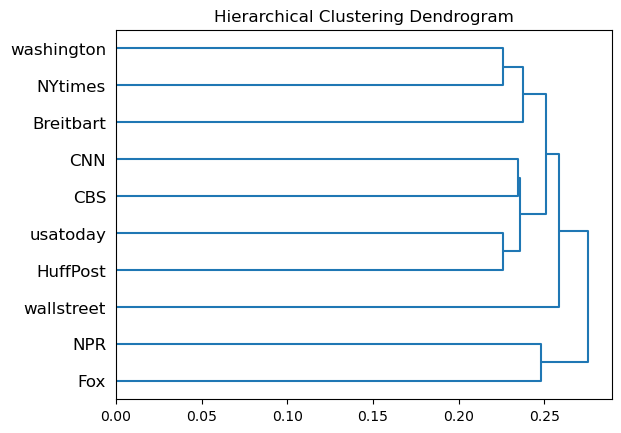 Hierarchical Clustering Dendrogram
washington
NYtimes
Breitbart
CNN
CBS
usatoday
HuffPost
wallstreet
NPR
Fox
0.00 0.05 0.10 0.15 0.20 0.25